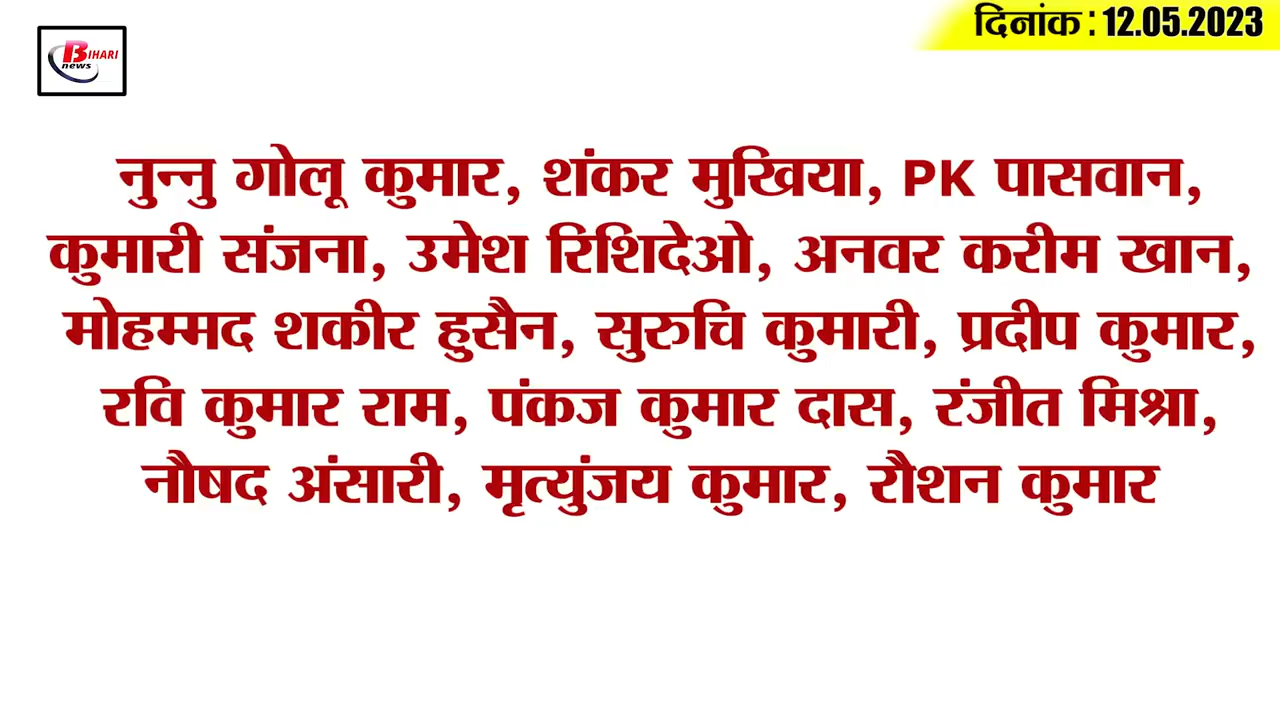 BIHARI
news
दिनांक : 12.05.2023
नुन्नु गोलू कुमार, शंकर मुखिया, PK पासवान,
कुमारी संजना, उमेश रिशिदेओ, अनवर करीम खान,
मोहम्मद शकीर हुसैन, सुरुचि कुमारी, प्रदीप कुमार,
रवि कुमार राम, पंकज कुमार दास, रंजीत मिश्रा,
नौषद अंसारी, मृत्युंजय कुमार, रौशन कुमार